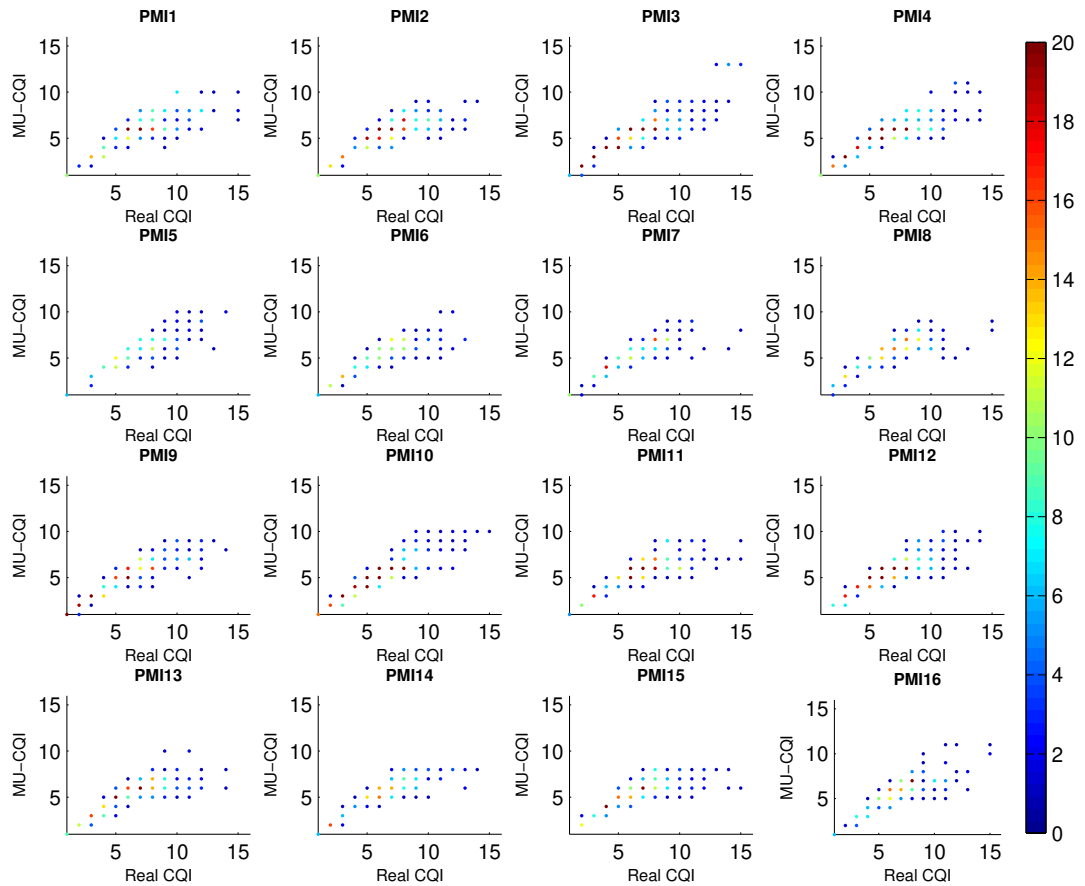 PMI1 PMI2 PMI3 PMI4
15 15 15 15 20
MU−CQI MU−CQI MU−CQI MU−CQI
10 10 10 10
5 5 5 5 18
5 10 15 5 10 15 5 10 15 5 10 15
Real CQI Real CQI Real CQI Real CQI 16
PMI5 PMI6 PMI7 PMI8
15 15 15 15 14
MU−CQI MU−CQI MU−CQI MU−CQI
10 10 10 10
5 5 5 5 12
5 10 15 5 10 15 5 10 15 5 10 15
Real CQI Real CQI Real CQI Real CQI 10
PMI9 PMI10 PMI11 PMI12
15 15 15 15 8
MU−CQI MU−CQI MU−CQI MU−CQI
10 10 10 10
5 5 5 5 6
5 10 15 5 10 15 5 10 15 5 10 15
Real CQI Real CQI Real CQI Real CQI
PMI13 PMI14 PMI15 PMI16 4
15 15 15 15
MU−CQI MU−CQI MU−CQI MU−CQI
10 10 10 10 2
5 5 5 5
5 10 15 5 10 15 5 10 15 5 10 15 0
Real CQI Real CQI Real CQI Real CQI